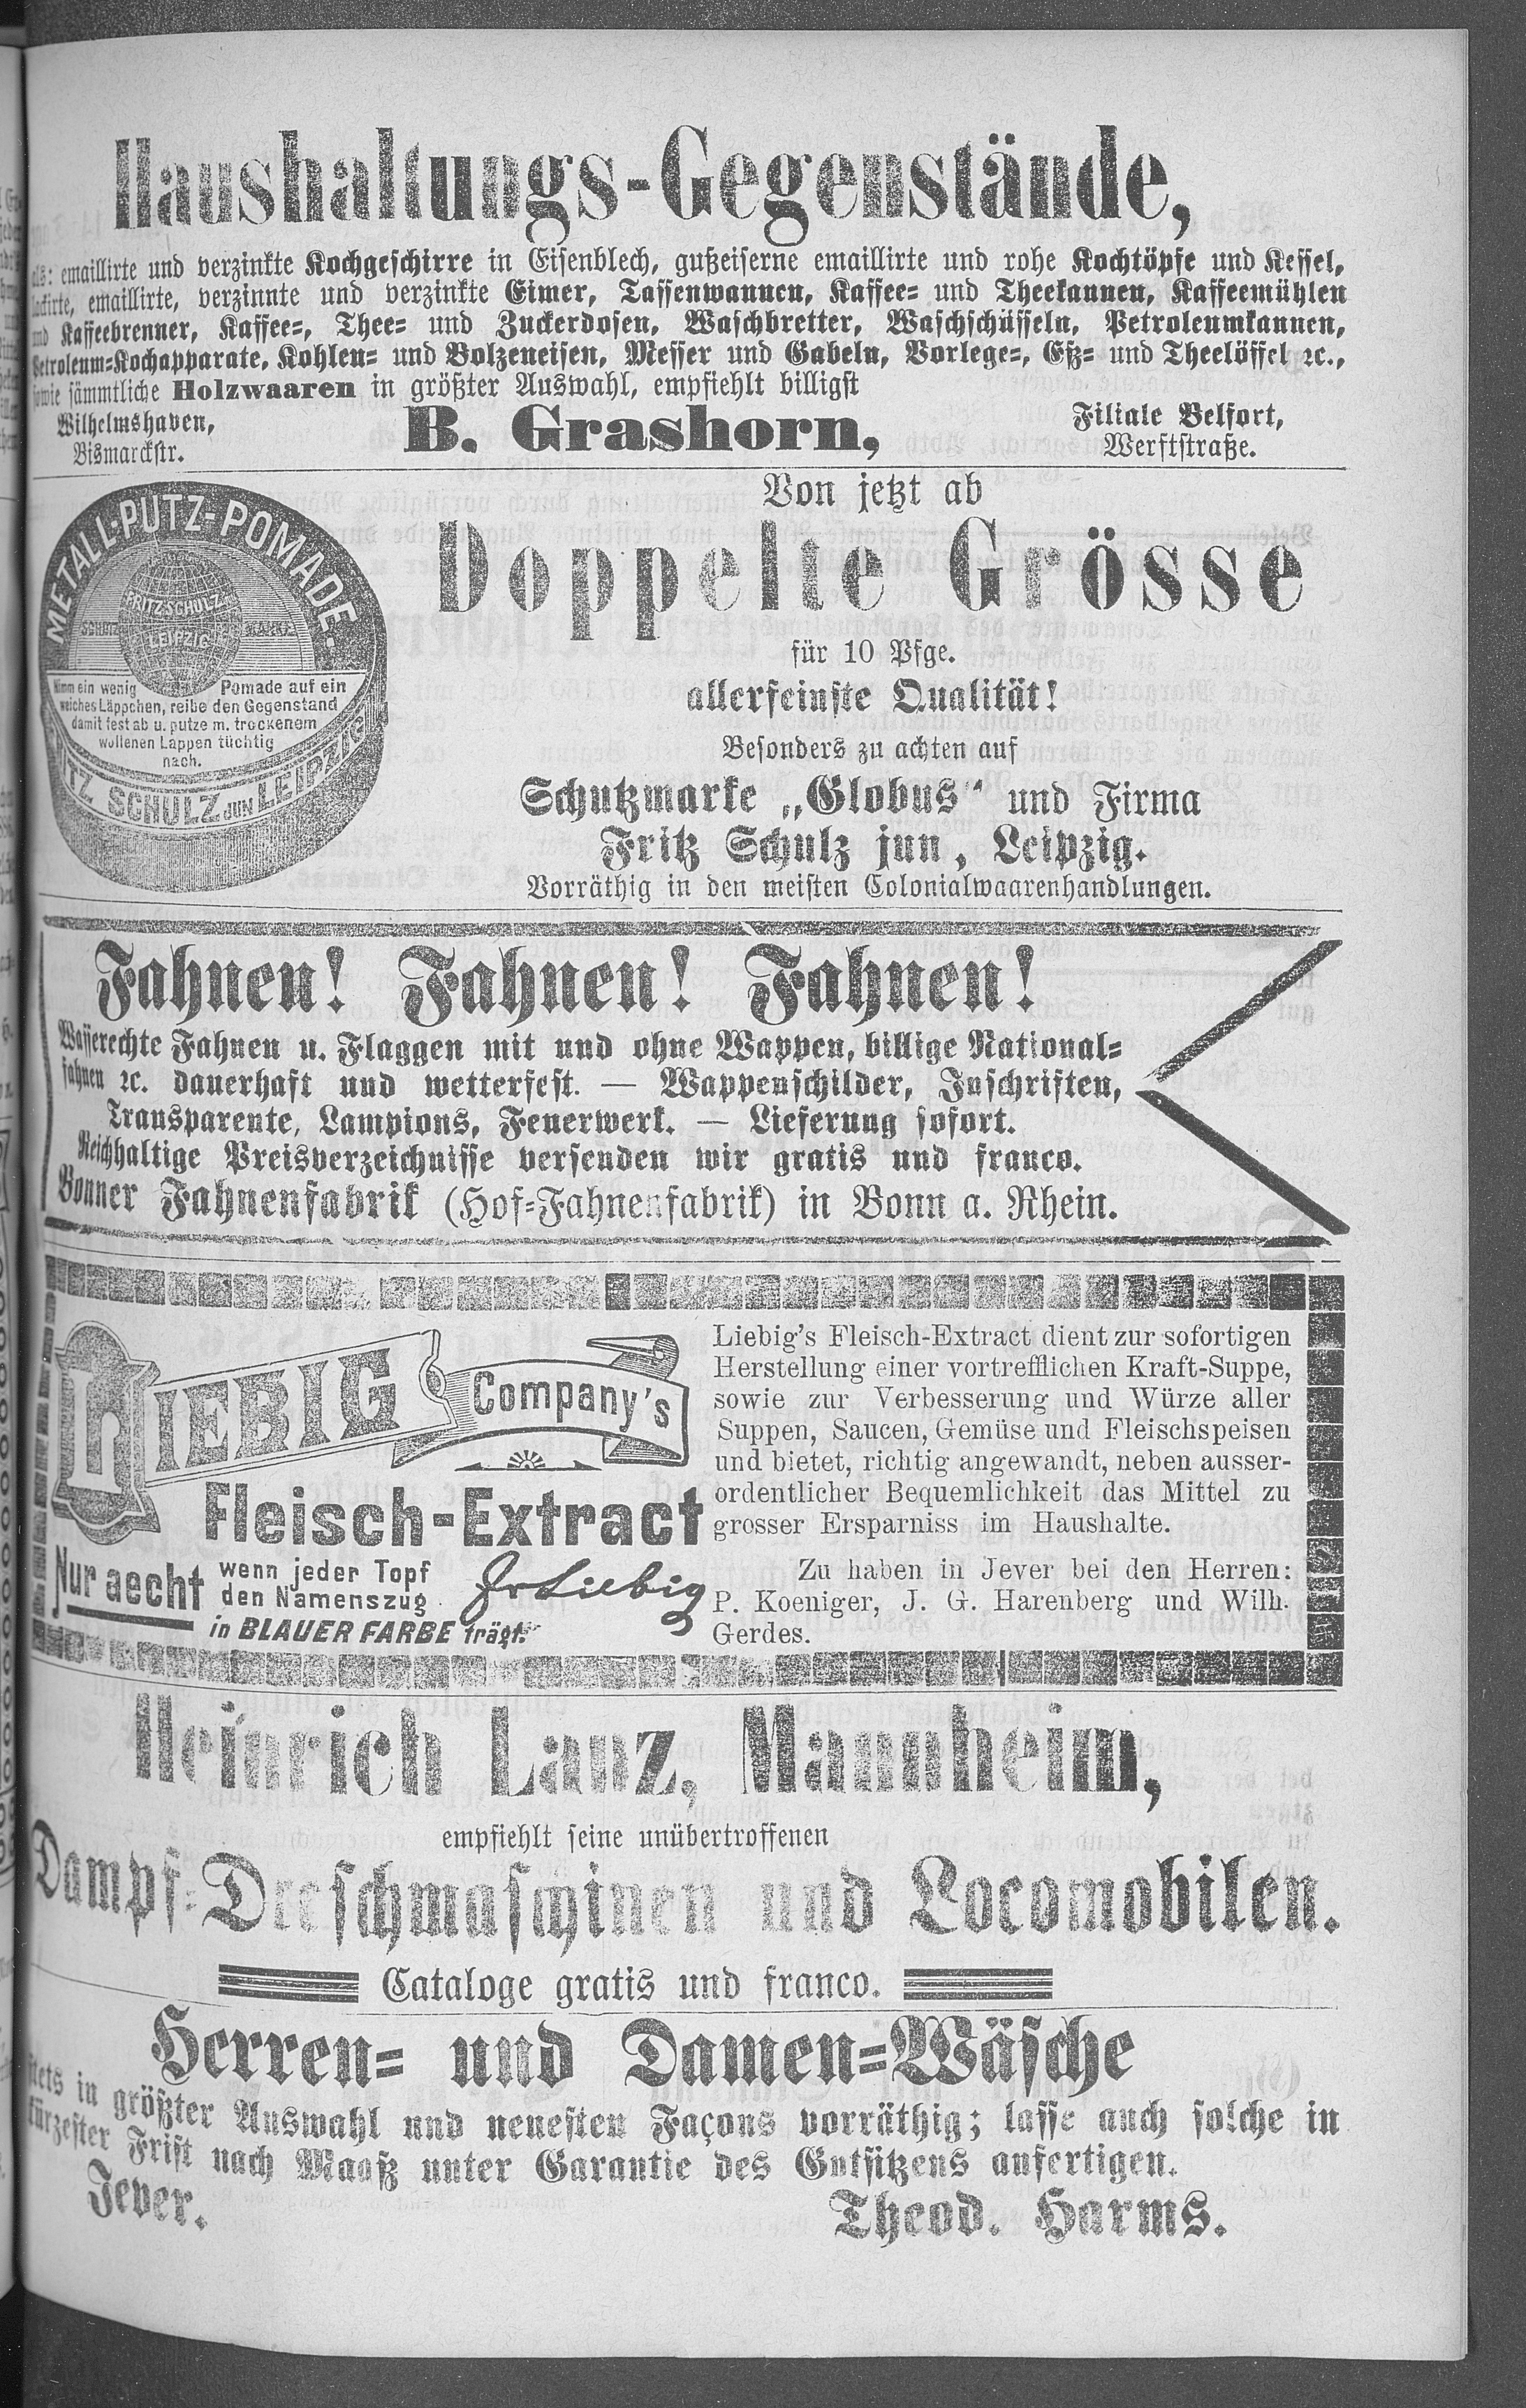 Haushaltungs-Gegenstände,
als: emaillirte und verzinkte Kochgeschirre in Eisenblech, gußeiserne emaillirte und rohe Kochtöpfe und Kessel,
lackirte, emaillirte, verzinnte und verzinkte Eimer, Tassenwannen, Kaffee- und Theekannen, Kaffeemühlen
und Kaffeebrenner, Kaffee-, Thee- und Zuckerdosen, Waschbretter, Waschschüsseln, Petroleumkannen,
Petroleum-Kochapparate, Kohlen- und Bolzeneisen, Messer und Gabeln, Vorlege-, Eß- und Theelöffel ꝛc.,
sowie sämmtliche Holzwaaren in größter Auswahl, empfiehlt billigst
Wilhelmshaven,
Bismarckstr.
B. Grashorn,
Filiale Belfort,
Werftstraße.
METALL-PUTZ-POMADE.
FRITZ SCHULZ
SCHUTZ MARKE
LEIPZIG
Nimm ein wenig Pomade auf ein
weiches Läppchen, reibe den Gegenstand
damit fest ab u. putze m. trockenem
wollenen Lappen tüchtig
nach.
TZ SCHULZ JUN LEIPZIG
Von jetzt ab
Doppelte Grösse
für 10 Pfge.
allerfeinste Qualität!
Besonders zu achten auf
Schutzmarke „Globus" und Firma
Fritz Schulz jun, Leipzig.
Vorräthig in den meisten Colonialwaarenhandlungen.
Fahnen! Fahnen! Fahnen!
Wasserechte Fahnen u. Flaggen mit und ohne Wappen, billige National-
fahnen ꝛc. dauerhaft und wetterfest. — Wappenschilder, Inschriften,
Transparente, Lampions, Feuerwerk. — Lieferung sofort.
Reichhaltige Preisverzeichnisse versenden wir gratis und franco.
Bonner Fahnenfabrik (Hof-Fahnenfabrik) in Bonn a. Rhein.
LIEBIG Company's
Fleisch-Extract
Nur aecht wenn jeder Topf
den Namenszug
JvLiebig
in BLAUER FARBE trägt.
Liebig's Fleisch-Extract dient zur sofortigen
Herstellung einer vortrefflichen Kraft-Suppe,
sowie zur Verbesserung und Würze aller
Suppen, Saucen, Gemüse und Fleischspeisen
und bietet, richtig angewandt, neben ausser-
ordentlicher Bequemlichkeit das Mittel zu
grosser Ersparniss im Haushalte.
Zu haben in Jever bei den Herren:
P. Koeniger, J. G. Harenberg und Wilh.
Gerdes.
Heinrich Lanz, Mannheim,
empfiehlt seine unübertroffenen
Dampf-Dreschmaschinen und Locomobilen.
Cataloge gratis und franco.
Herren- und Damen-Wäsche
stets in größter Auswahl und neuesten Façons vorräthig; lasse auch solche in
kürzester Frist nach Maaß unter Garantie des Gutsitzens anfertigen.
Jever.
Theod. Harms.